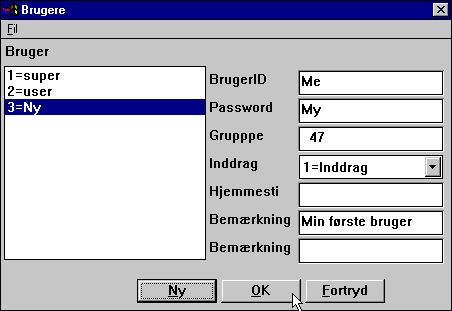 Brugere
Fil
Bruger
1=super
2=user
3=Ny
BrugerID Me
Password My
Grupppe 47
Inddrag 1=Inddrag
Hjemmesti
Bemærkning Min første bruger
Bemærkning
Ny OK Fortryd